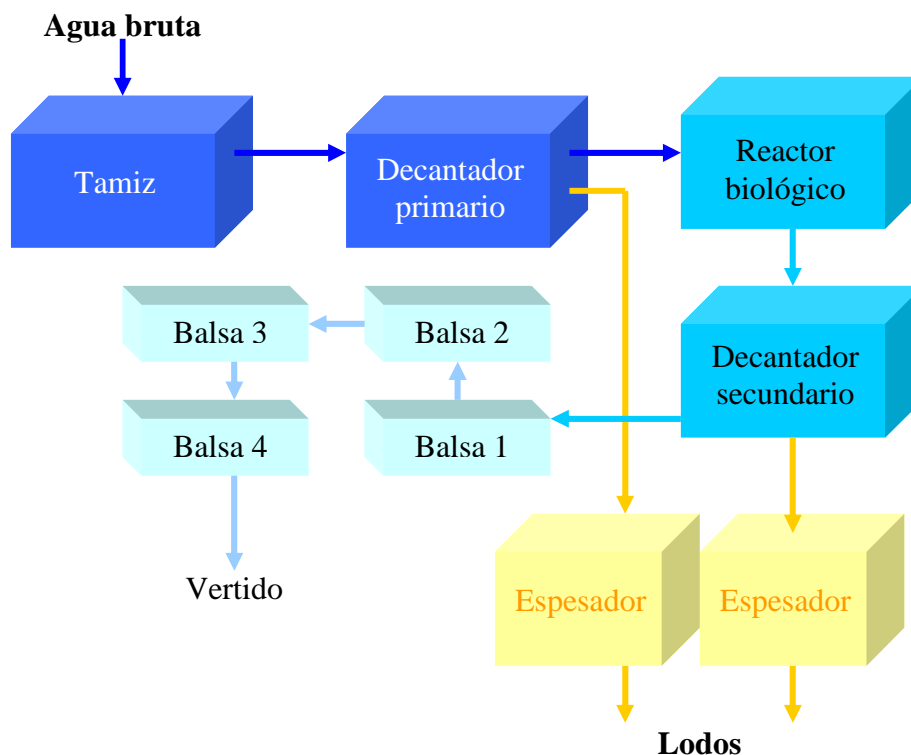 Agua bruta
Tamiz
Decantador
primario
Reactor
biológico
Balsa 3
Balsa 2
Decantador
secundario
Balsa 4
Balsa 1
Vertido
Espesador
Espesador
Lodos